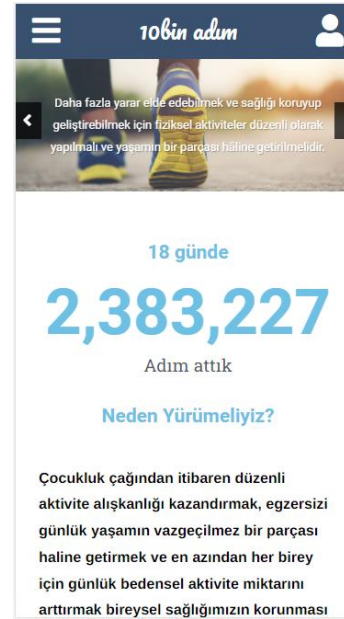 10bin adım
Daha fazla yarar elde edebilmek ve sağlığı koruyup
geliştirebilmek için fiziksel aktiviteler düzenli olarak
yapılmalı ve yaşamın bir parçası hâline getirilmelidir.
18 günde
2,383,227
Adım attık
Neden Yürümeliyiz?
Çocukluk çağından itibaren düzenli
aktivite alışkanlığı kazandırmak, egzersizi
günlük yaşamın vazgeçilmez bir parçası
haline getirmek ve en azından her birey
için günlük bedensel aktivite miktarını
arttırmak bireysel sağlığımızın korunması